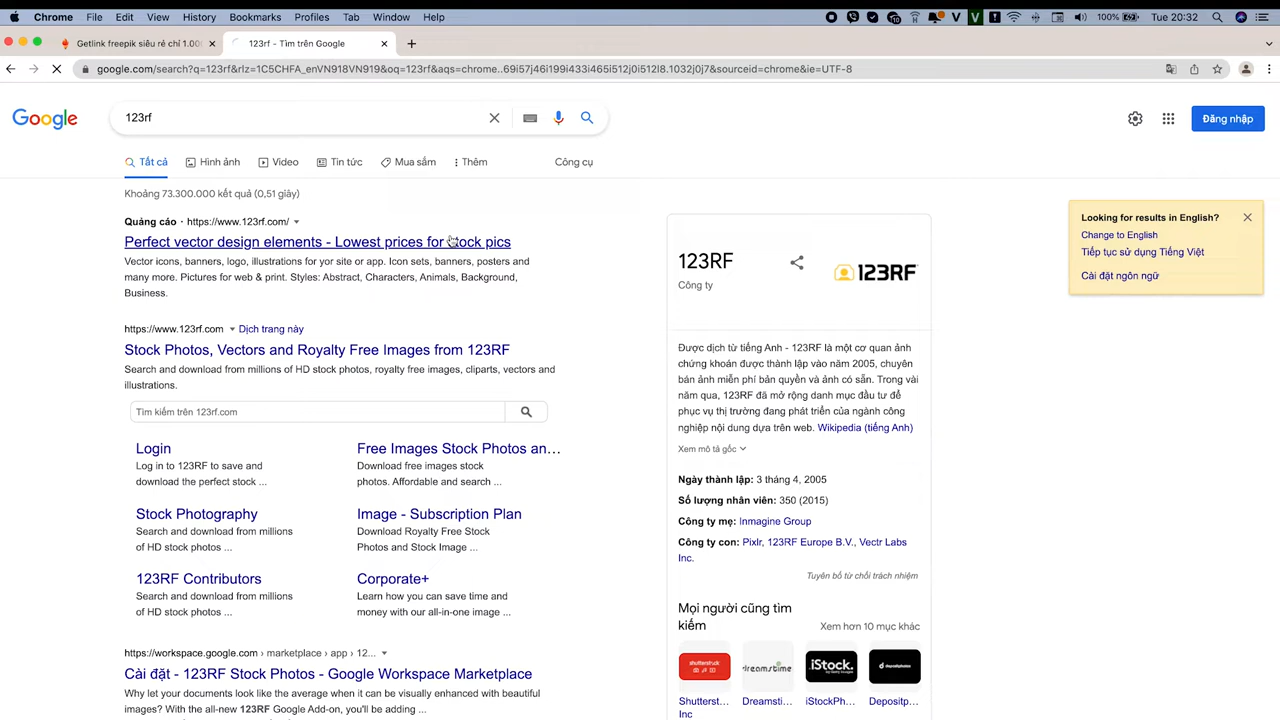 Chrome File Edit View History Bookmarks Profiles Tab Window Help 100% Tue 20:32
Getlink freepik siêu rẻ chỉ 1.00
123rf - Tìm trên Google
google.com/search?q=123rf&rlz=1C5CHFA_enVN918VN919&oq=123rf&aqs=chrome..69i57j46i199i433i465i512j0i512l8.1032j0j7&sourceid=chrome&ie=UTF-8
Google
123rf
Đăng nhập
Tất cả Hình ảnh Video Tin tức Mua sắm Thêm Công cụ
Khoảng 73.300.000 kết quả (0,51 giây)
Quảng cáo · https://www.123rf.com/
Perfect vector design elements - Lowest prices for stock pics
Vector icons, banners, logo, illustrations for yor site or app. Icon sets, banners, posters and
many more. Pictures for web & print. Styles: Abstract, Characters, Animals, Background,
Business.
https://www.123rf.com Dịch trang này
Stock Photos, Vectors and Royalty Free Images from 123RF
Search and download from millions of HD stock photos, royalty free images, cliparts, vectors and
illustrations.
Tìm kiếm trên 123rf.com
Login
Log in to 123RF to save and
download the perfect stock ...
Free Images Stock Photos an...
Download free images stock
photos. Affordable and search ...
Stock Photography
Search and download from millions
of HD stock photos ...
Image - Subscription Plan
Download Royalty Free Stock
Photos and Stock Image ...
123RF Contributors
Search and download from millions
of HD stock photos ...
Corporate+
Learn how you can save time and
money with our all-in-one image ...
https://workspace.google.com › marketplace › app › 12...
Cài đặt - 123RF Stock Photos - Google Workspace Marketplace
Why let your documents look like the average when it can be visually enhanced with beautiful
images? With the all-new 123RF Google Add-on, you'll be adding ...
123RF
Công ty
123RF
Được dịch từ tiếng Anh - 123RF là một cơ quan ảnh
chứng khoán được thành lập vào năm 2005, chuyên
bán ảnh miễn phí bản quyền và ảnh có sẵn. Trong vài
năm qua, 123RF đã mở rộng danh mục đầu tư để
phục vụ thị trường đang phát triển của ngành công
nghiệp nội dung dựa trên web. Wikipedia (tiếng Anh)
Xem mô tả gốc
Ngày thành lập: 3 tháng 4, 2005
Số lượng nhân viên: 350 (2015)
Công ty mẹ: Inmagine Group
Công ty con: Pixlr, 123RF Europe B.V., Vectr Labs
Inc.
Tuyên bố từ chối trách nhiệm
Mọi người cũng tìm
kiếm
Xem hơn 10 mục khác
shutterstock
dreamstime
iStock
by Getty Images
depositphotos
Shutterst...
Inc
Dreamsti...
iStockPh...
Depositp...
Looking for results in English?
Change to English
Tiếp tục sử dụng Tiếng Việt
Cài đặt ngôn ngữ